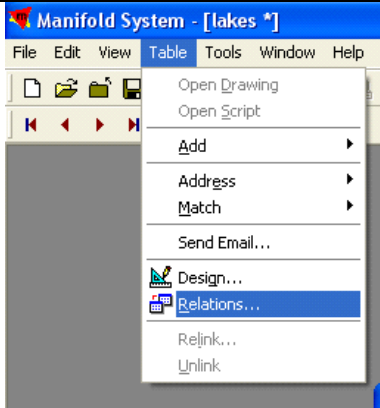 Manifold System - [lakes *]
File Edit View Table Tools Window Help
Open Drawing
Open Script
Add
Address
Match
Send Email...
Design...
Relations...
Relink...
Unlink